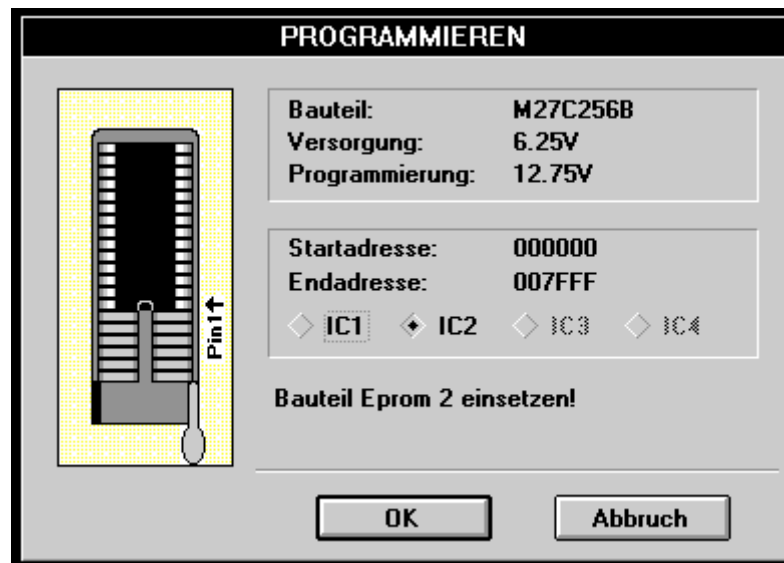 PROGRAMMIEREN
Bauteil: M27C256B
Versorgung: 6.25V
Programmierung: 12.75V
Pin1↑
Startadresse: 000000
Endadresse: 007FFF
IC1 IC2 IC3 IC4
Bauteil Eprom 2 einsetzen!
OK Abbruch